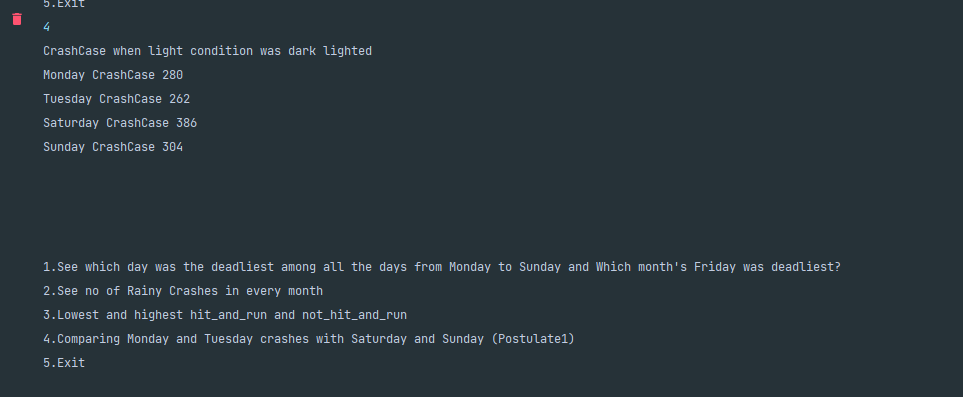 5.Exit
4
CrashCase when light condition was dark lighted
Monday CrashCase 280
Tuesday CrashCase 262
Saturday CrashCase 386
Sunday CrashCase 304
1.See which day was the deadliest among all the days from Monday to Sunday and Which month's Friday was deadliest?
2.See no of Rainy Crashes in every month
3.Lowest and highest hit_and_run and not_hit_and_run
4.Comparing Monday and Tuesday crashes with Saturday and Sunday (Postulate1)
5.Exit